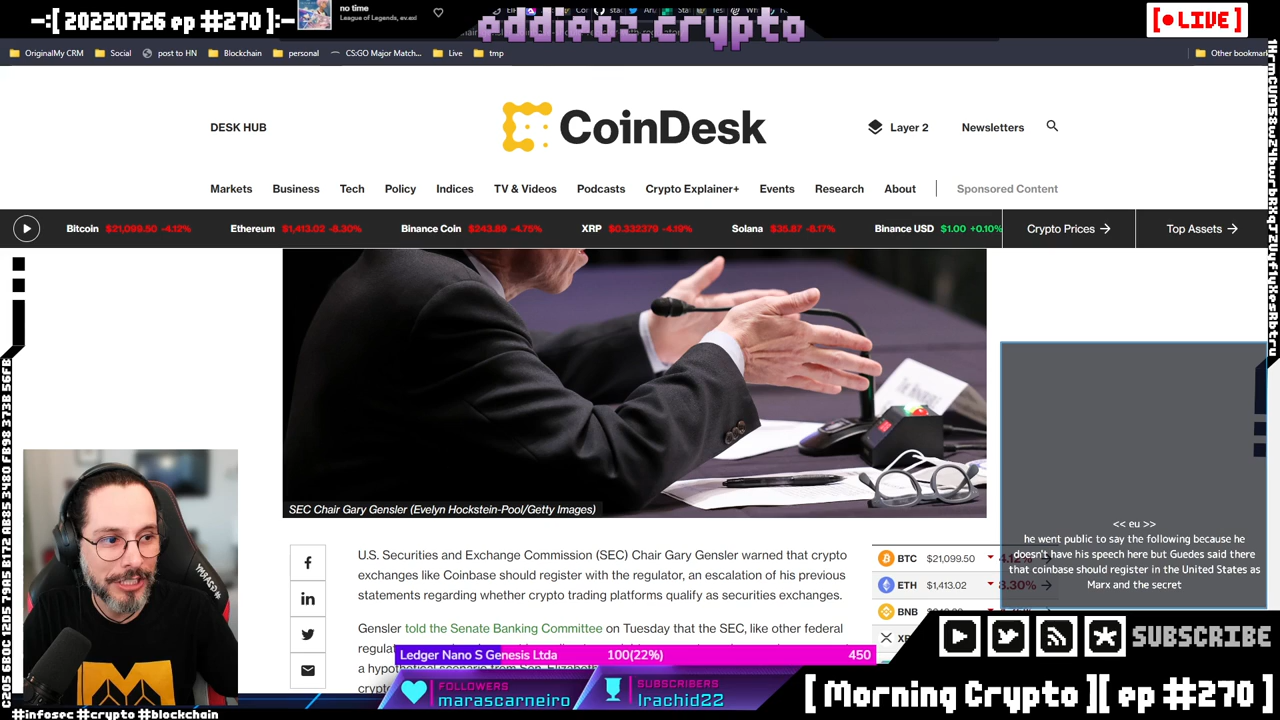 -:[ 20220726 ep #270 ]:-
no time
League of Legends, ev.exl
eddieoz.crypto
[ • LIVE ]
OriginalMy CRM
Social
post to HN
Blockchain
personal
CS:GO Major Match...
Live
tmp
Other bookmar
DESK HUB
CoinDesk
Layer 2
Newsletters
Markets
Business
Tech
Policy
Indices
TV & Videos
Podcasts
Crypto Explainer+
Events
Research
About
Sponsored Content
Bitcoin $21,099.50 -4.12%
Ethereum $1,413.02 -8.30%
Binance Coin $243.89 -4.75%
XRP $0.332379 -4.19%
Solana $35.87 -8.17%
Binance USD $1.00 +0.10%
Crypto Prices →
Top Assets →
SEC Chair Gary Gensler (Evelyn Hockstein-Pool/Getty Images)
U.S. Securities and Exchange Commission (SEC) Chair Gary Gensler warned that crypto
exchanges like Coinbase should register with the regulator, an escalation of his previous
statements regarding whether crypto trading platforms qualify as securities exchanges.
Gensler told the Senate Banking Committee on Tuesday that the SEC, like other federal
BTC $21,099.50
ETH $1,413.02 8.30% →
BNB
<< eu >>
he went public to say the following because he
doesn't have his speech here but Guedes said there
that coinbase should register in the United States as
Marx and the secret
Ledger Nano S Genesis Ltda 100(22%) 450
FOLLOWERS
marascarneiro
SUBSCRIBERS
lrachid22
SUBSCRIBE
[ Morning Crypto ][ ep #270 ]
#infosec #crypto #blockchain